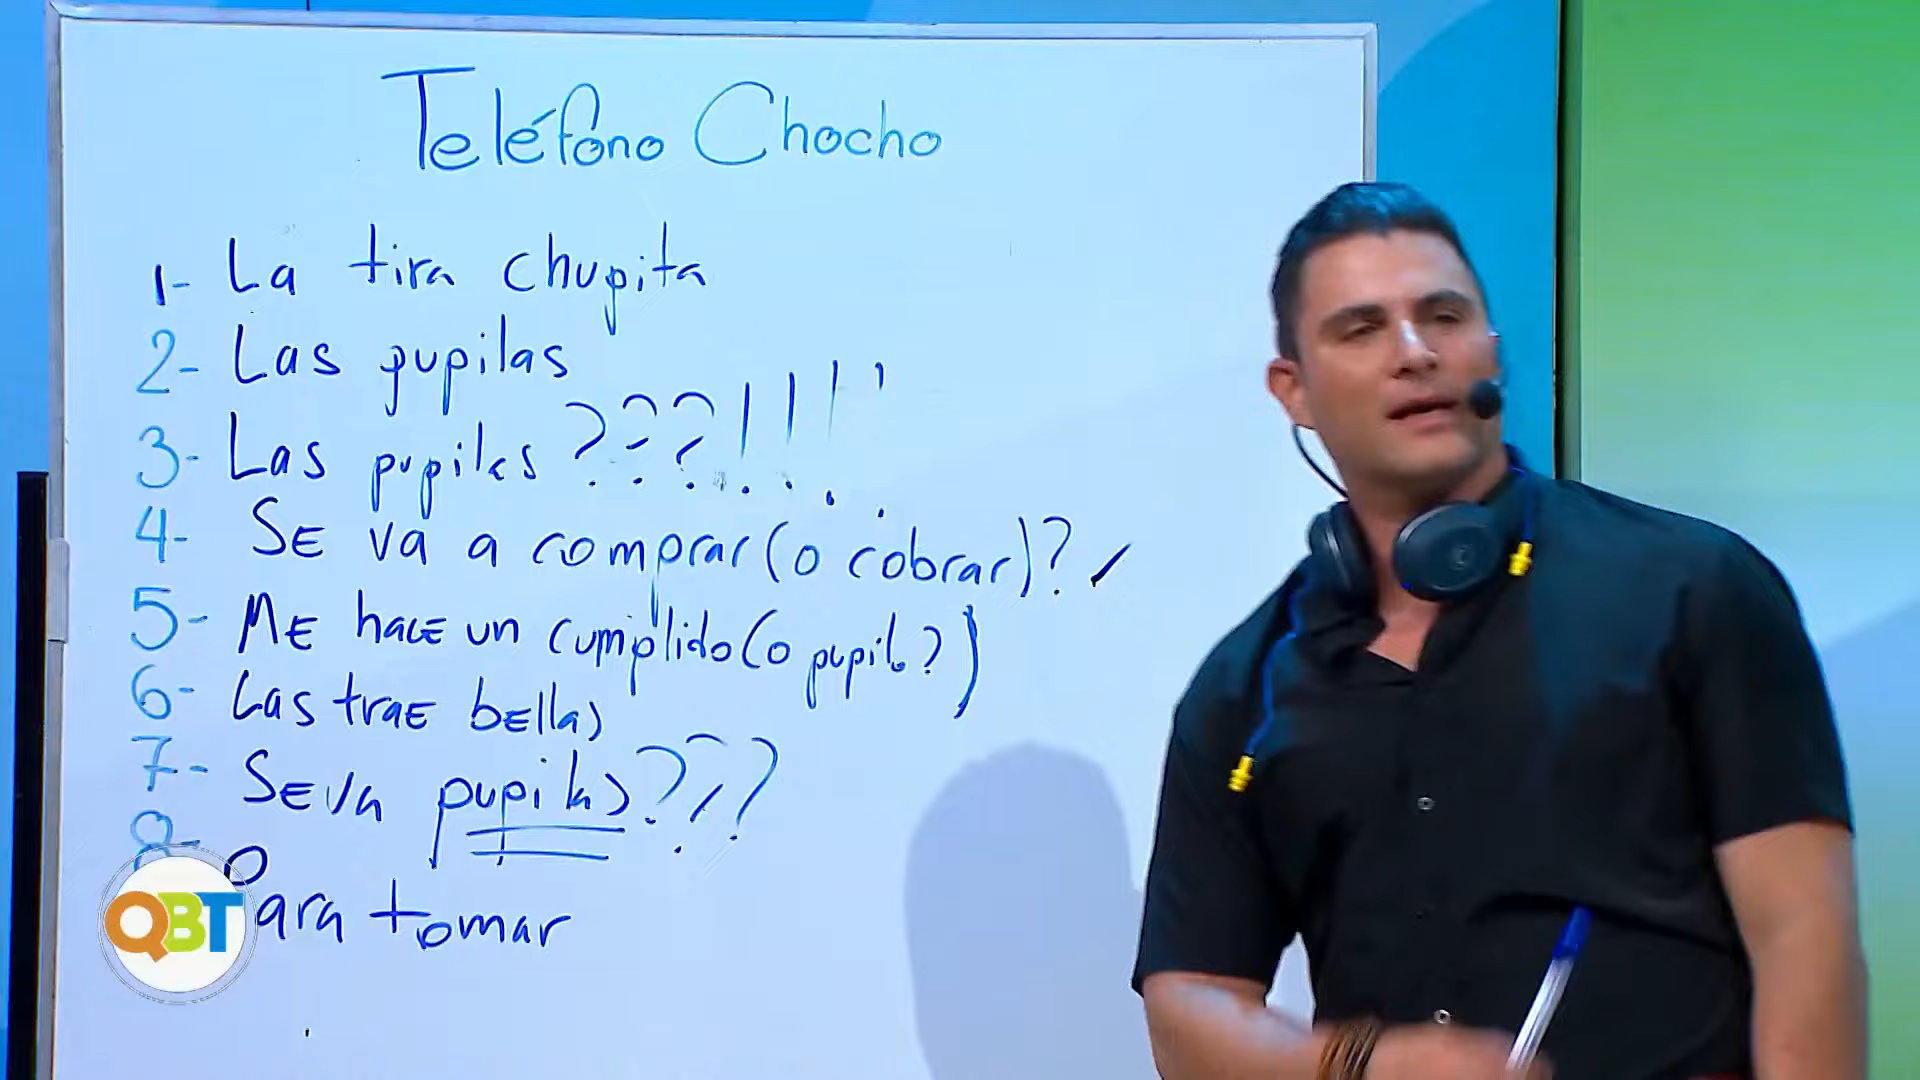 Teléfono Chocho
1- La tira chupita
2- Las pupilas
3- Las pupilas ???!!!!
4- SE va a comprar (o cobrar)?
5- ME hace un cumplido (o pupilo?)
6- Las trae bellas
7- SE va pupilas???
8- Para tomar
QBT